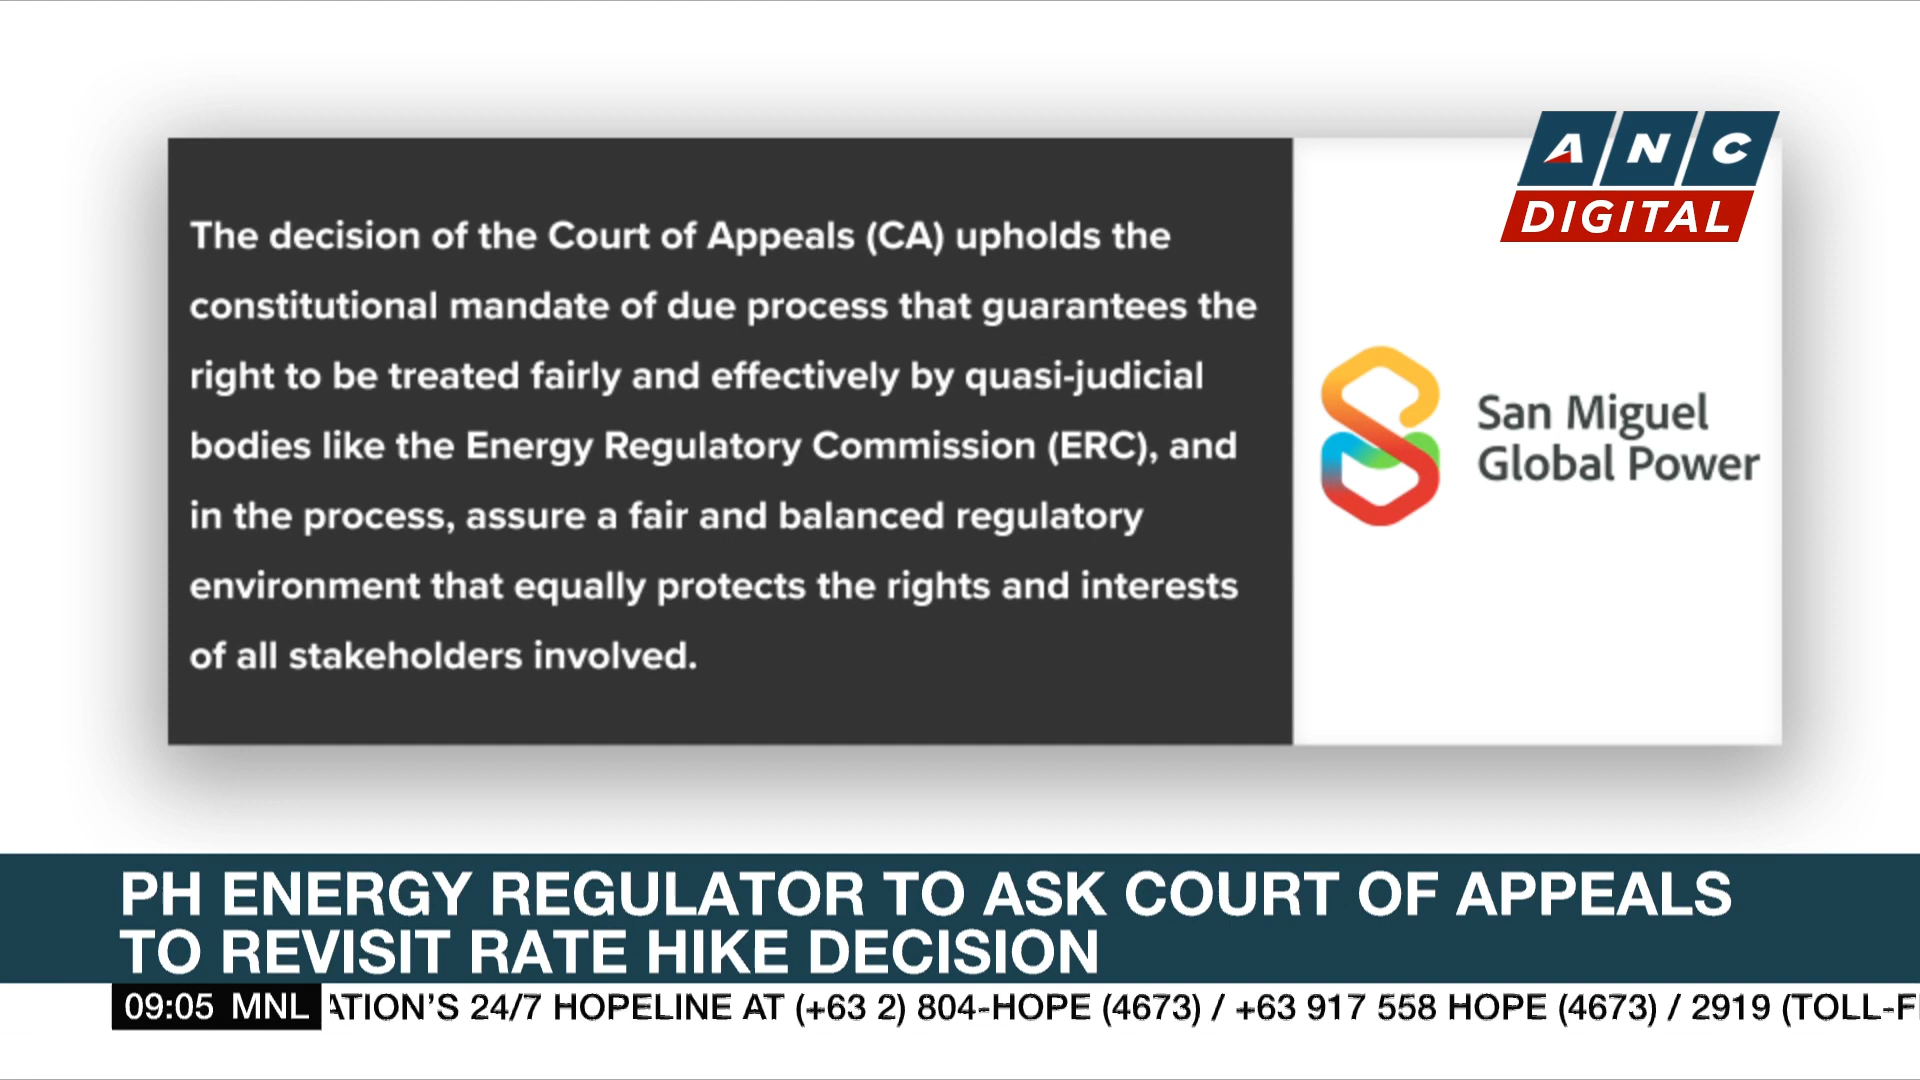 ANC
DIGITAL
The decision of the Court of Appeals (CA) upholds the
constitutional mandate of due process that guarantees the
right to be treated fairly and effectively by quasi-judicial
bodies like the Energy Regulatory Commission (ERC), and
in the process, assure a fair and balanced regulatory
environment that equally protects the rights and interests
of all stakeholders involved.
San Miguel
Global Power
PH ENERGY REGULATOR TO ASK COURT OF APPEALS
TO REVISIT RATE HIKE DECISION
09:05 MNL
ATION'S 24/7 HOPELINE AT (+63 2) 804-HOPE (4673) / +63 917 558 HOPE (4673) / 2919 (TOLL-F